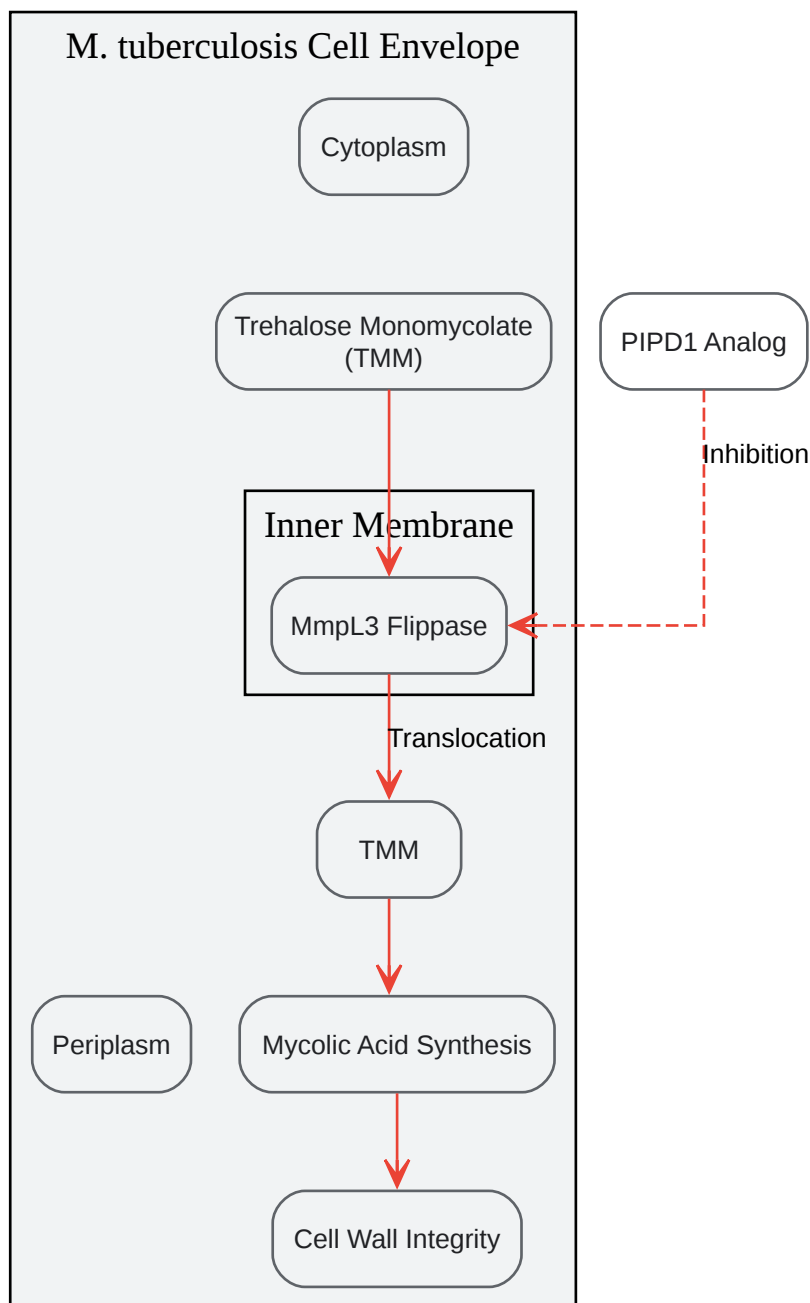 M. tuberculosis Cell Envelope
Cytoplasm
Trehalose Monomycolate
(TMM)
PIPD1 Analog
Inhibition
Inner Membrane
MmpL3 Flippase
Translocation
TMM
Periplasm
Mycolic Acid Synthesis
Cell Wall Integrity